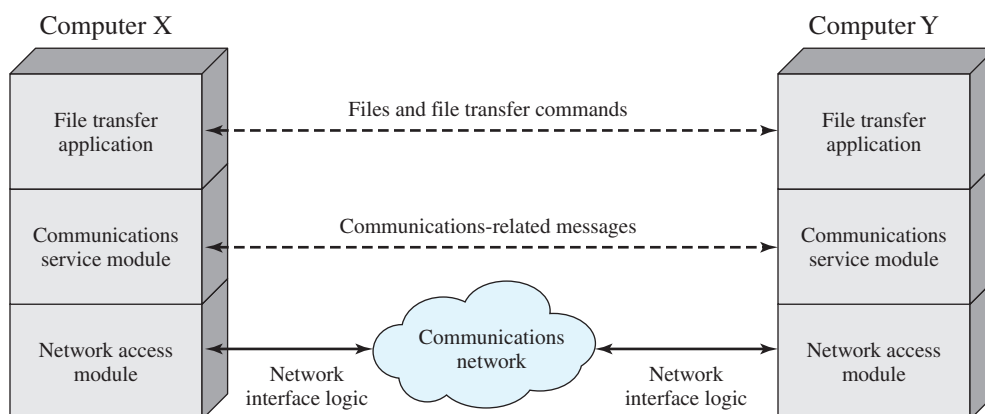 Computer X
Computer Y
File transfer
application
Files and file transfer commands
File transfer
application
Communications
service module
Communications-related messages
Communications
service module
Network access
module
Network
interface logic
Communications
network
Network
interface logic
Network access
module